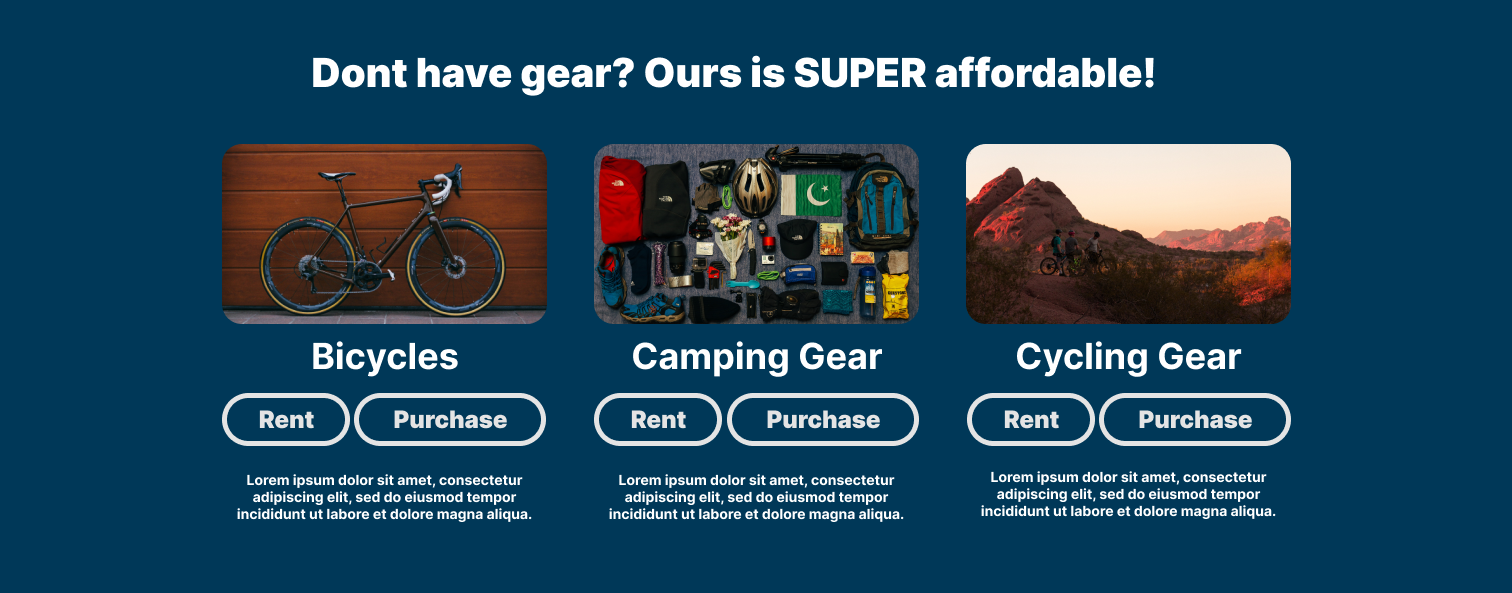 Dont have gear? Ours is SUPER affordable!
Bicycles
Camping Gear
Cycling Gear
Rent
Purchase
Rent
Purchase
Rent
Purchase
Lorem ipsum dolor sit amet, consectetur
adipiscing elit, sed do eiusmod tempor
incididunt ut labore et dolore magna aliqua.
Lorem ipsum dolor sit amet, consectetur
adipiscing elit, sed do eiusmod tempor
incididunt ut labore et dolore magna aliqua.
Lorem ipsum dolor sit amet, consectetur
adipiscing elit, sed do eiusmod tempor
incididunt ut labore et dolore magna aliqua.